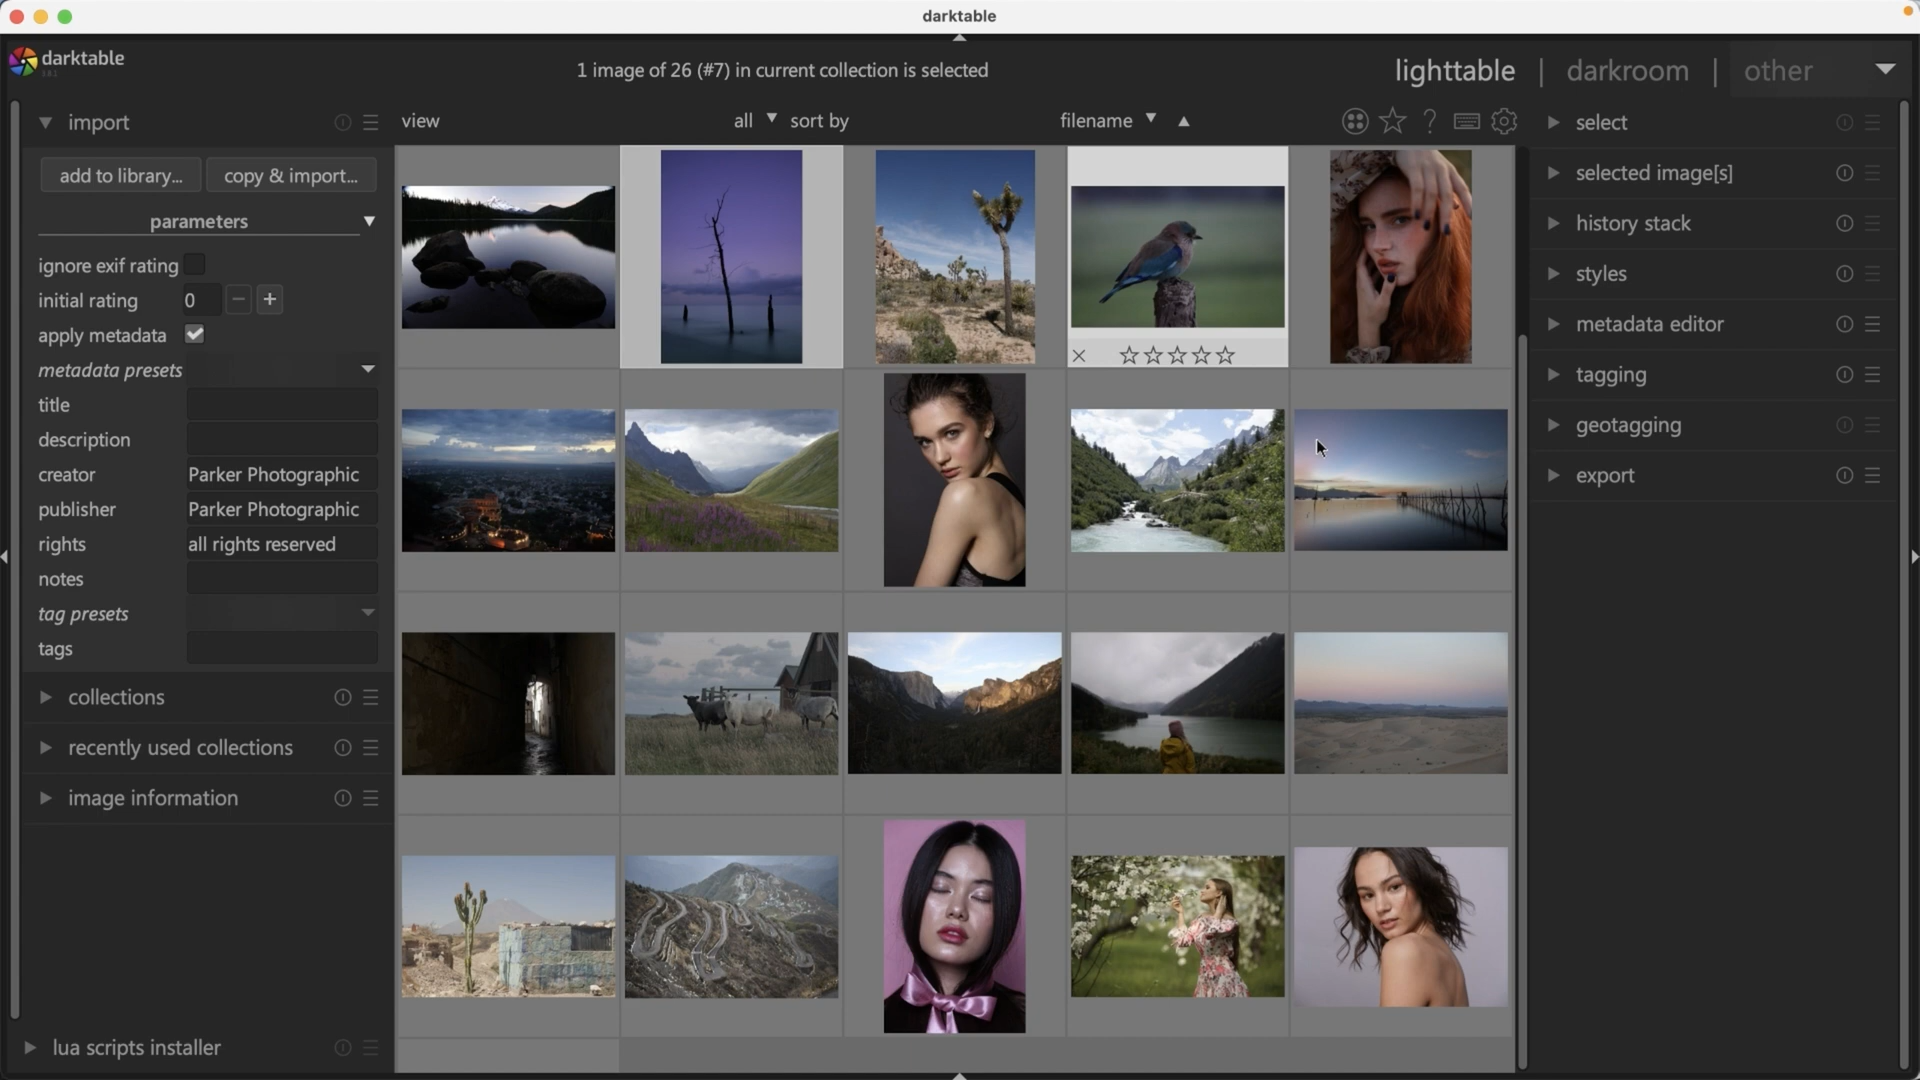 darktable
darktable
1 image of 26 (#7) in current collection is selected
lighttable | darkroom | other
import
view all sort by filename
add to library... copy & import...
parameters
ignore exif rating
initial rating 0 − +
apply metadata
metadata presets
title
description
creator Parker Photographic
publisher Parker Photographic
rights all rights reserved
notes
tag presets
tags
collections
recently used collections
image information
lua scripts installer
select
selected image[s]
history stack
styles
metadata editor
tagging
geotagging
export